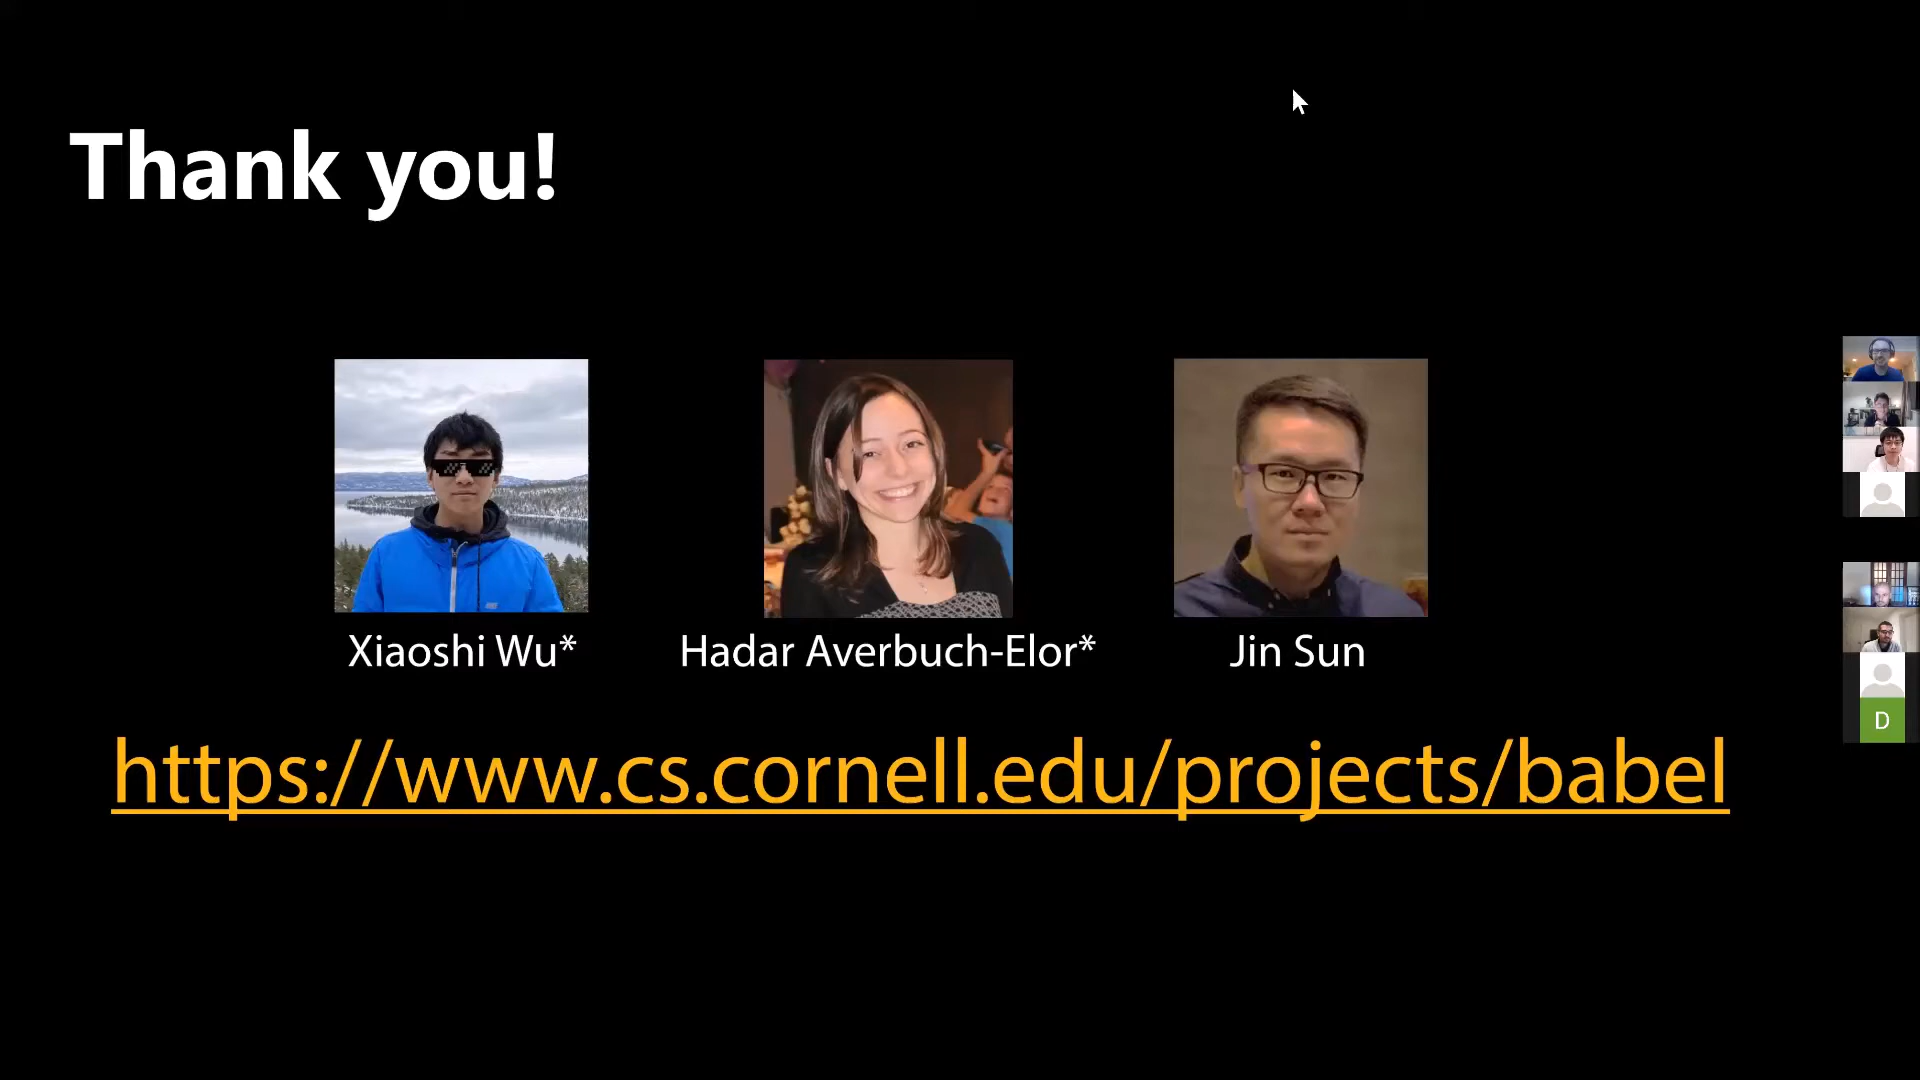 Thank you!
Xiaoshi Wu*
Hadar Averbuch-Elor*
Jin Sun
https://www.cs.cornell.edu/projects/babel
D